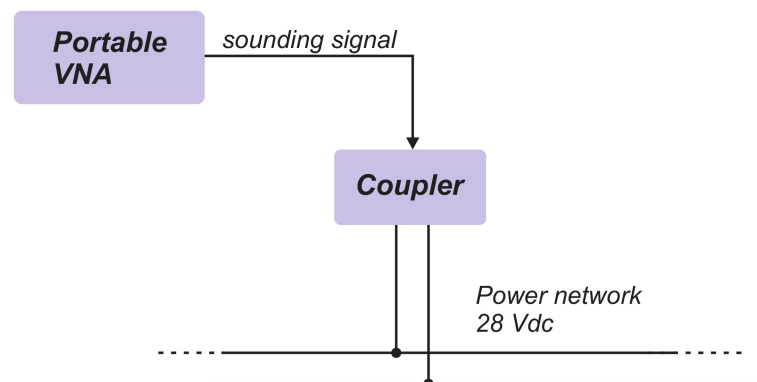 Portable
VNA
sounding signal
Coupler
Power network
28 Vdc